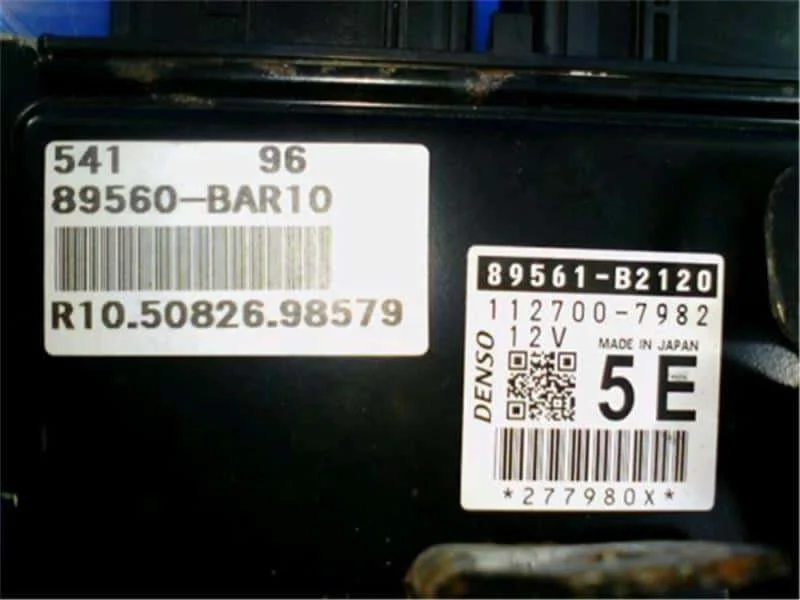 541 96
89560-BAR10
R10.50826.98579
89561-B2120
112700-7982
12V
MADE IN JAPAN
DENSO
5E
*277980X*